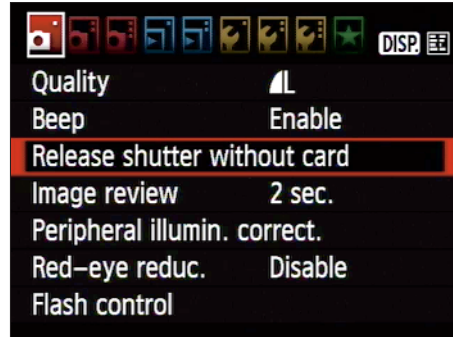 DISP.
Quality L
Beep Enable
Release shutter without card
Image review 2 sec.
Peripheral illumin. correct.
Red-eye reduc. Disable
Flash control